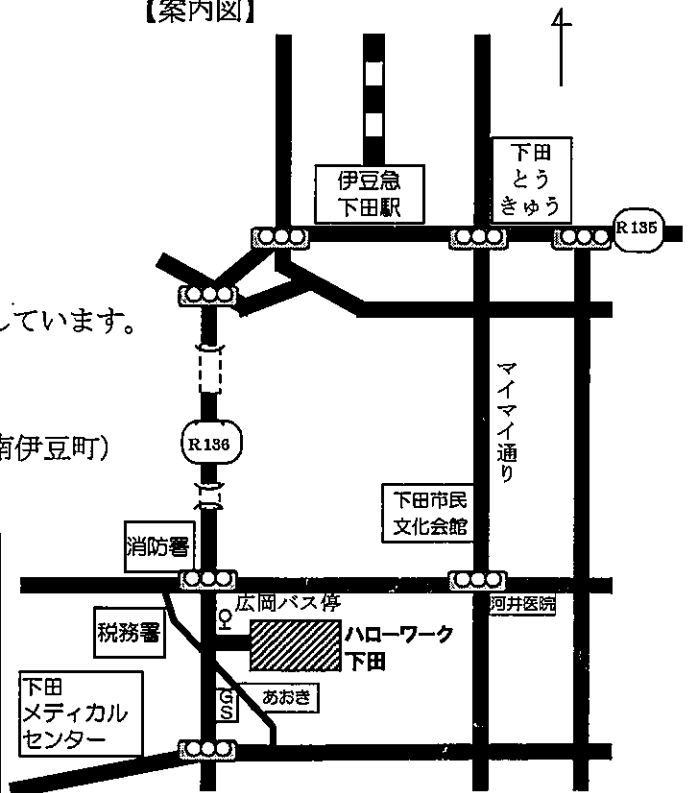 【案内図】
伊豆急
下田駅
下田
とう
きゅう
R135
しています。
マイマイ通り
南伊豆町）
R136
下田市民
文化会館
消防署
広岡バス停
河井医院
税務署
ハローワーク
下田
下田
メディカル
センター
GS
あおき